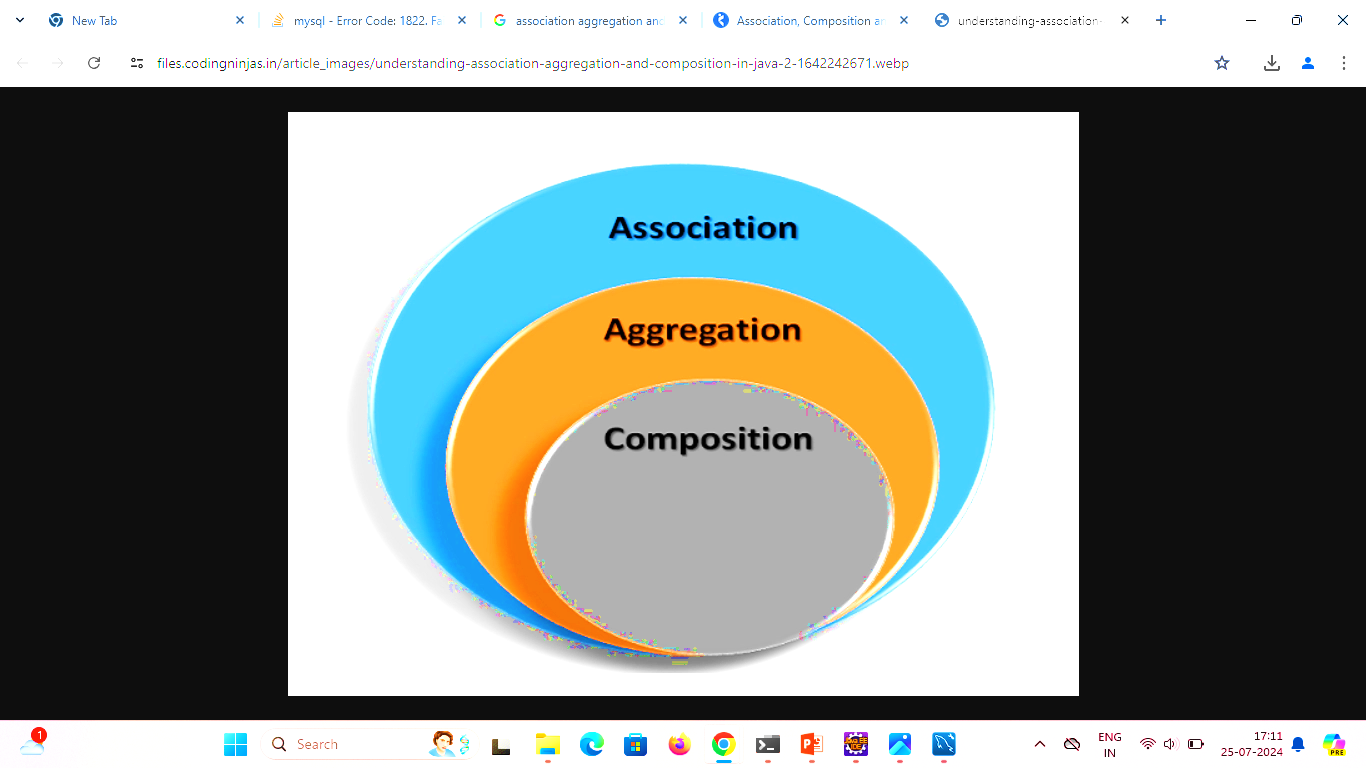 New Tab
mysql - Error Code: 1822. Fa
association aggregation and
Association, Composition an
understanding-association-
files.codingninjas.in/article_images/understanding-association-aggregation-and-composition-in-java-2-1642242671.webp
Association
Aggregation
Composition
1
Search
ENG
IN
17:11
25-07-2024
PRE